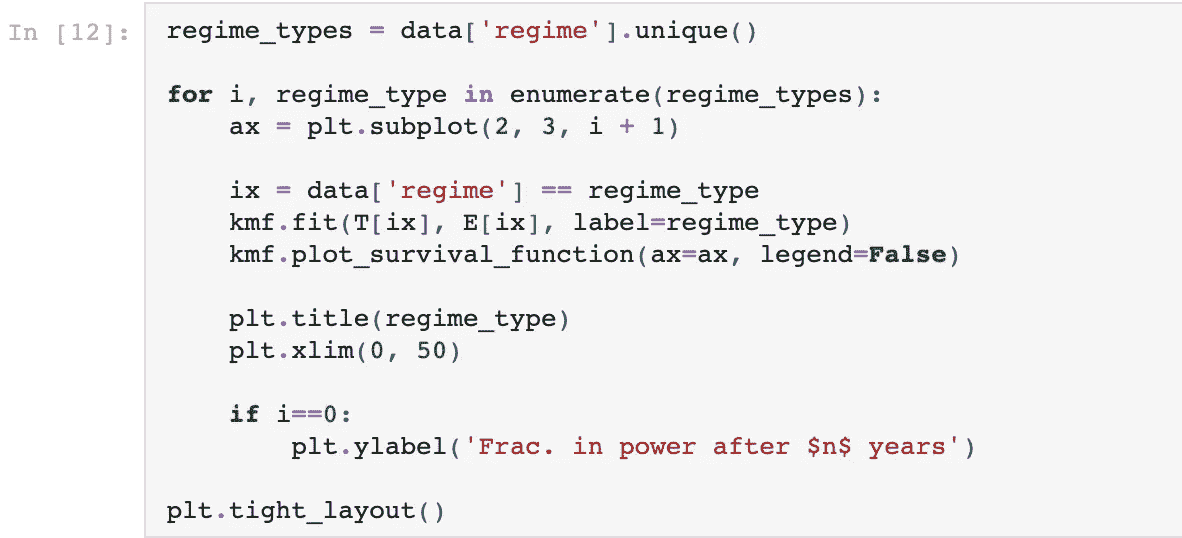 In [12]:
regime_types = data['regime'].unique()
for i, regime_type in enumerate(regime_types):
    ax = plt.subplot(2, 3, i + 1)
    ix = data['regime'] == regime_type
    kmf.fit(T[ix], E[ix], label=regime_type)
    kmf.plot_survival_function(ax=ax, legend=False)
    plt.title(regime_type)
    plt.xlim(0, 50)
    if i==0:
        plt.ylabel('Frac. in power after $n$ years')
plt.tight_layout()